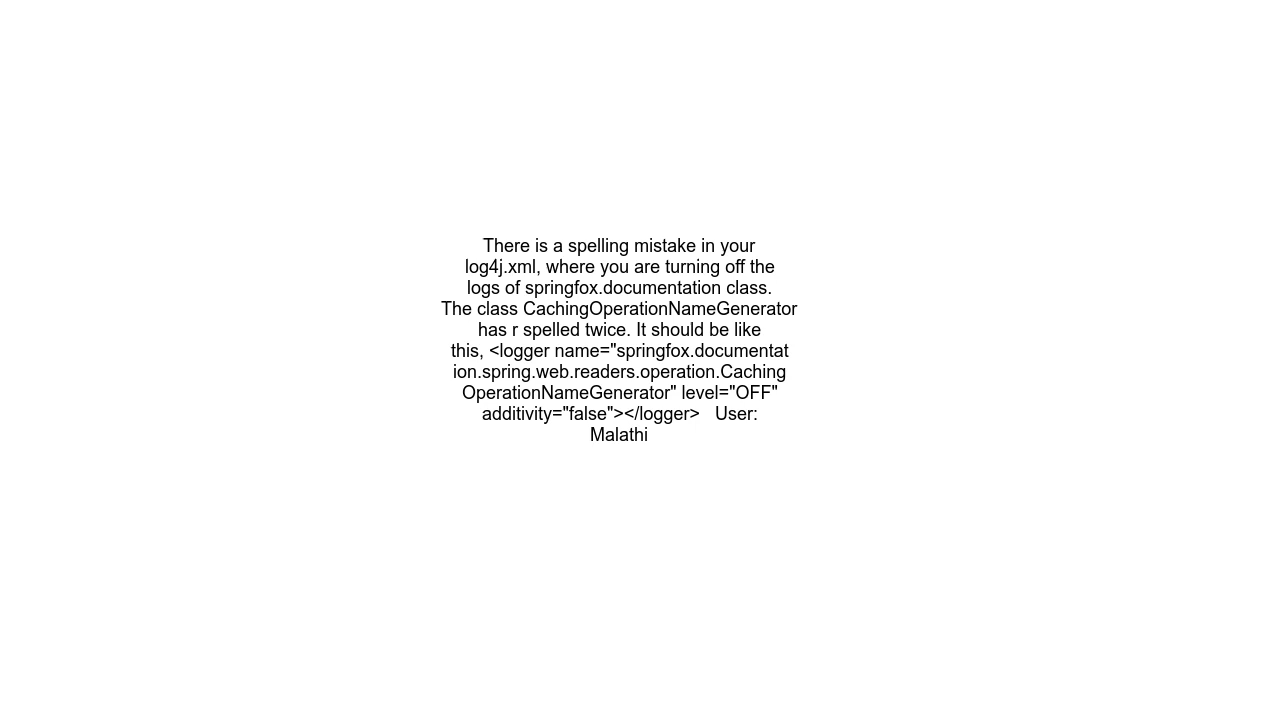 There is a spelling mistake in your
log4j.xml, where you are turning off the
logs of springfox.documentation class.
The class CachingOperationNameGenerator
has r spelled twice. It should be like
this, <logger name="springfox.documentat
ion.spring.web.readers.operation.Caching
OperationNameGenerator" level="OFF"
additivity="false"></logger>   User:
Malathi